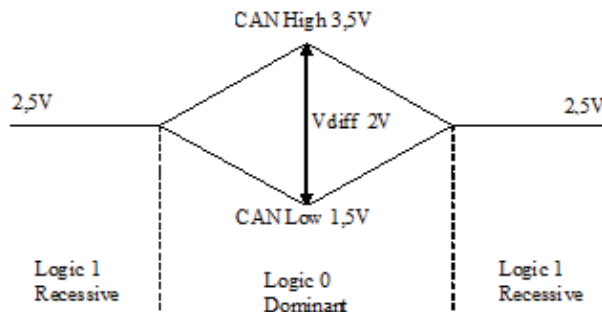 CAN High 3,5V
2,5V
2,5V
Vdiff 2V
CAN Low 1,5V
Logic 1
Recessive
Logic 0
Dominant
Logic 1
Recessive